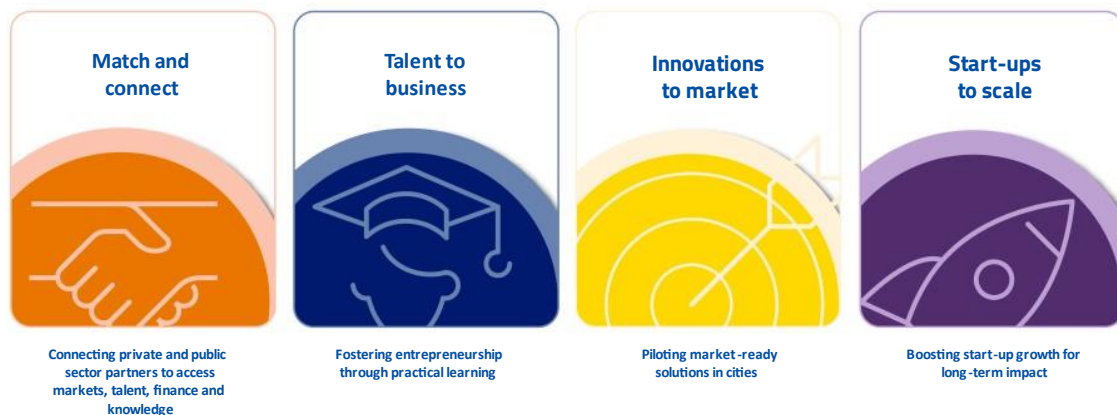 Match and
connect
Talent to
business
Innovations
to market
Start-ups
to scale
Connecting private and public
sector partners to access
markets, talent, finance and
knowledge
Fostering entrepreneurship
through practical learning
Piloting market-ready
solutions in cities
Boosting start-up growth for
long-term impact